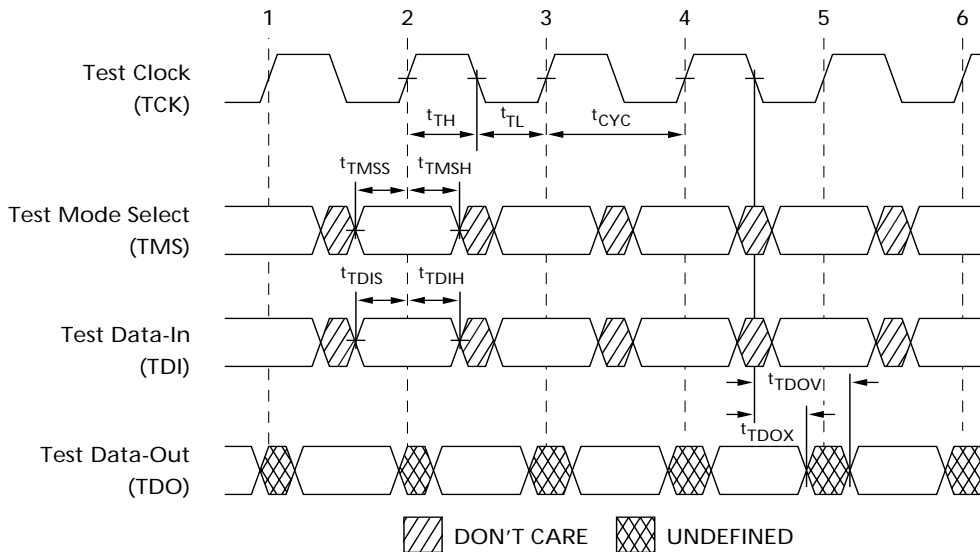 1 2 3 4 5 6
Test Clock
(TCK)
tTH tTL tCYC
tTMSS tTMSH
Test Mode Select
(TMS)
tTDIS tTDIH
Test Data-In
(TDI)
tTDOV
tTDOX
Test Data-Out
(TDO)
DON'T CARE UNDEFINED